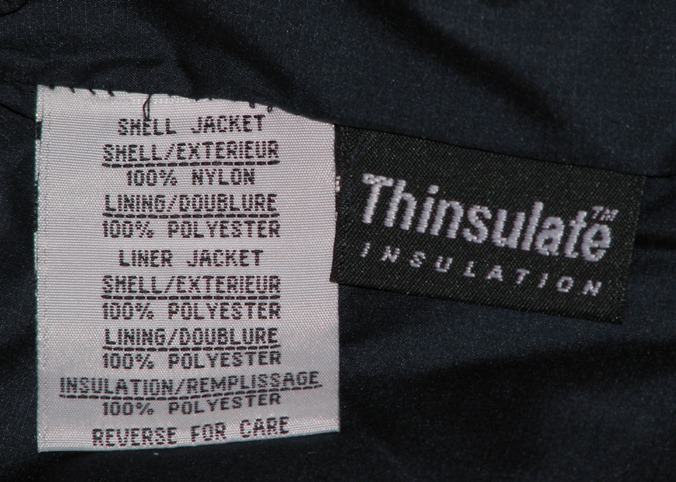 SHELL JACKET
SHELL/EXTERIEUR
100% NYLON
LINING/DOUBLURE
100% POLYESTER
LINER JACKET
SHELL/EXTERIEUR
100% POLYESTER
LINING/DOUBLURE
100% POLYESTER
INSULATION/REMPLISSAGE
100% POLYESTER
REVERSE FOR CARE
Thinsulate™
INSULATION